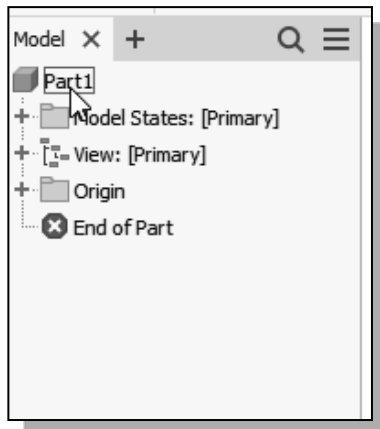 Model
Part1
Model States: [Primary]
View: [Primary]
Origin
End of Part